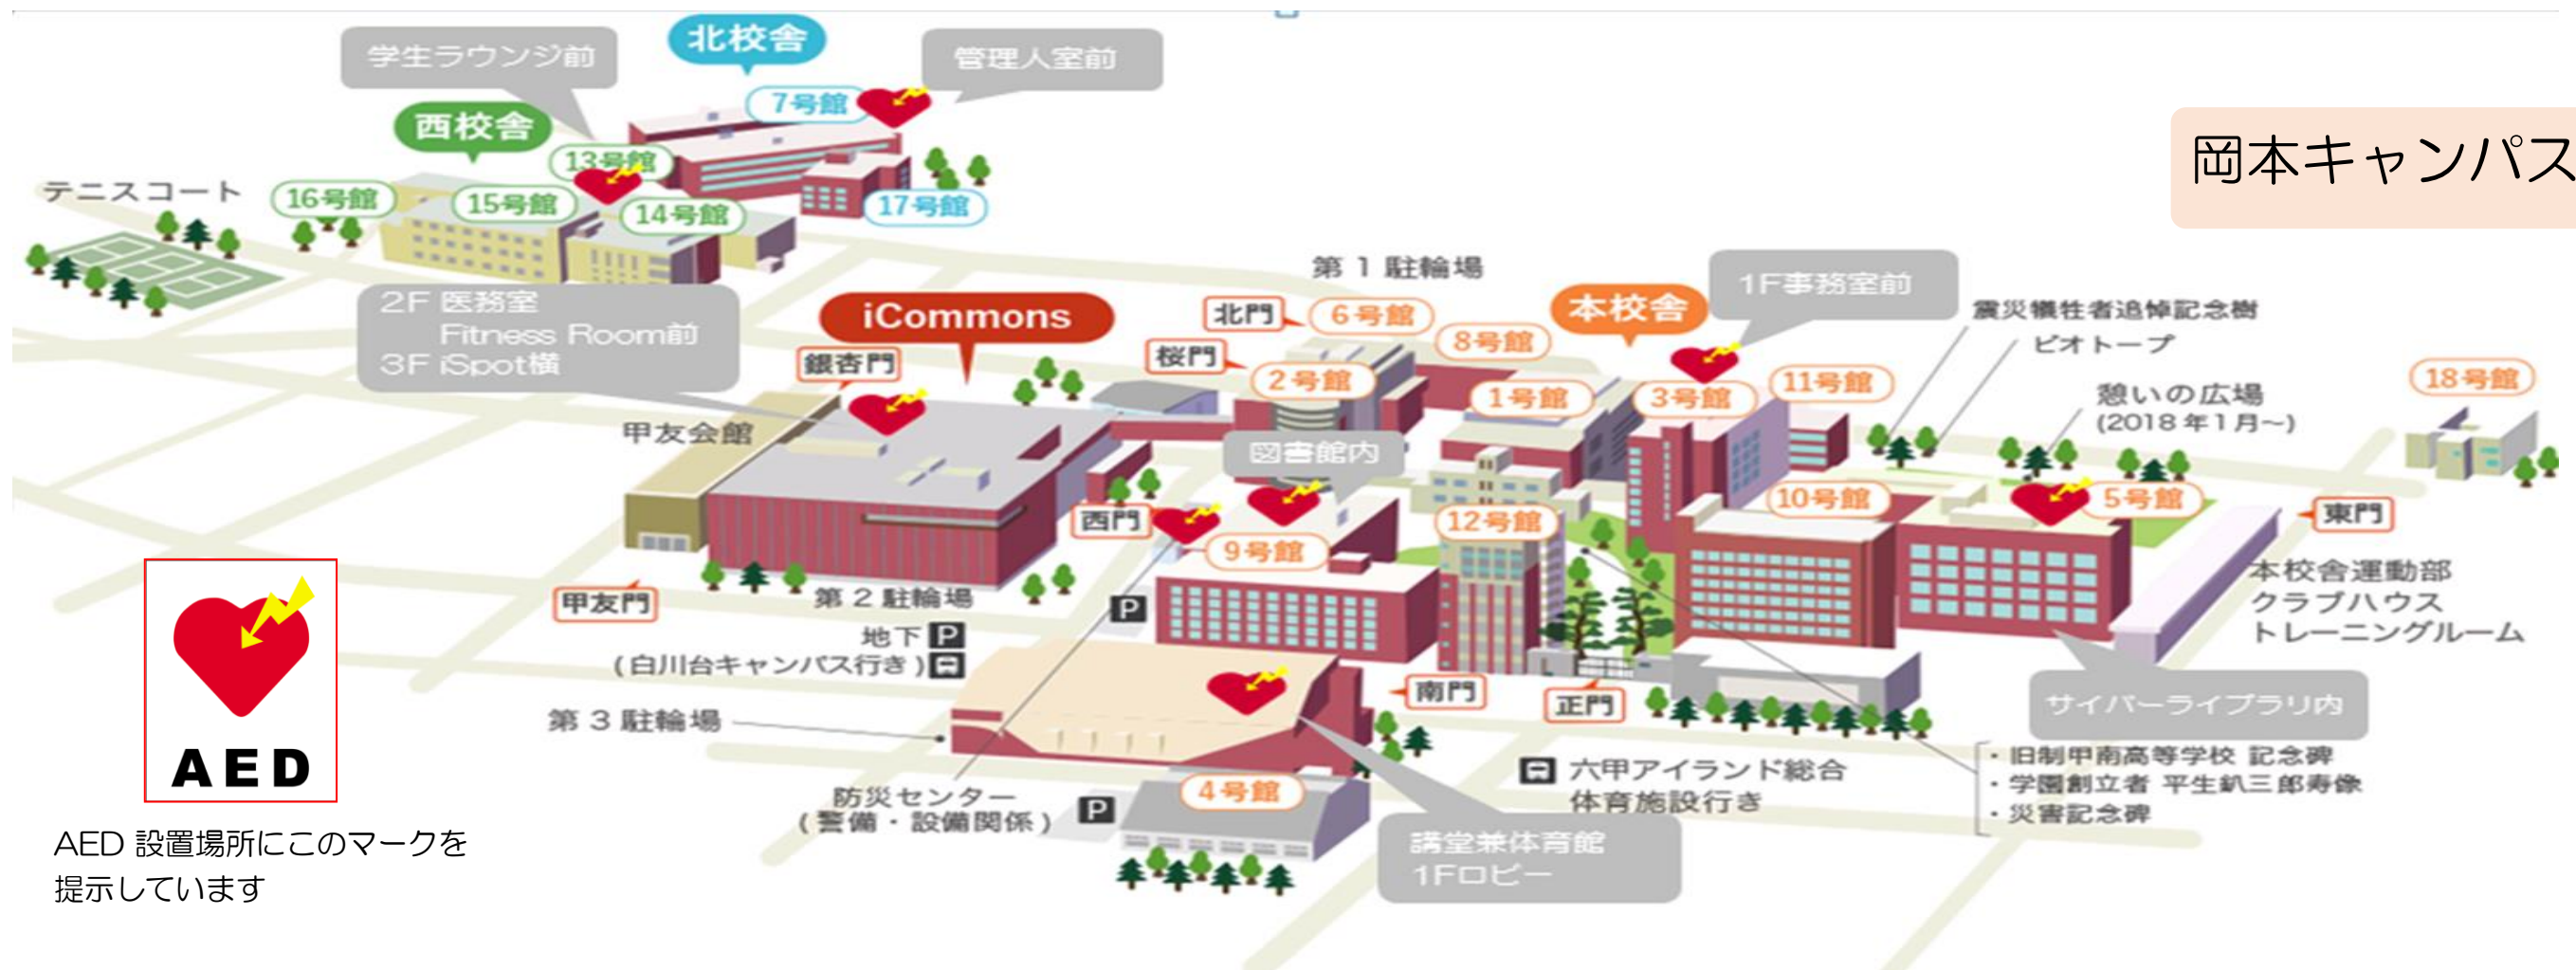 岡本キャンパス
北校舎
学生ラウンジ前
管理人室前
7号館
西校舎
13号館
テニスコート
16号館
15号館
14号館
17号館
2F 医務室
Fitness Room前
3F iSpot横
iCommons
銀杏門
甲友会館
第1駐輪場
北門
6号館
桜門
2号館
8号館
本校舎
1F事務室前
1号館
3号館
11号館
震災犠牲者追悼記念樹
ビオトープ
憩いの広場
(2018年1月～)
18号館
図書館内
西門
9号館
12号館
10号館
5号館
東門
本校舎運動部
クラブハウス
トレーニングルーム
甲友門
第2駐輪場
P
地下 P
(白川台キャンパス行き)
第3駐輪場
南門
正門
サイバーライブラリ内
防災センター
(警備・設備関係)
P
4号館
六甲アイランド総合
体育施設行き
・旧制甲南高等学校 記念碑
・学園創立者 平生釟三郎寿像
・災害記念碑
講堂兼体育館
1Fロビー
AED
AED 設置場所にこのマークを
提示しています